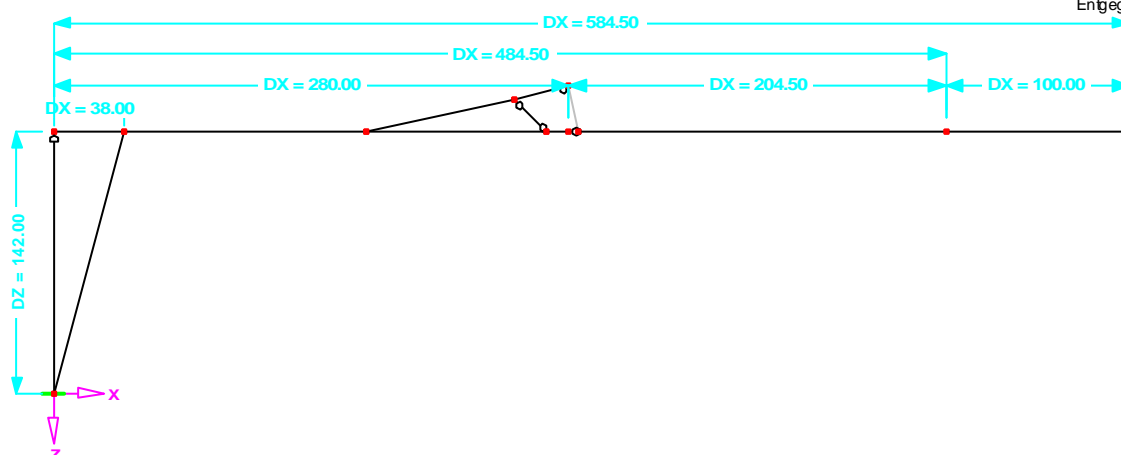 Entgeg
DX = 584.50
DX = 484.50
DX = 280.00
DX = 204.50
DX = 100.00
DX = 38.00
DZ = 142.00
X
Z